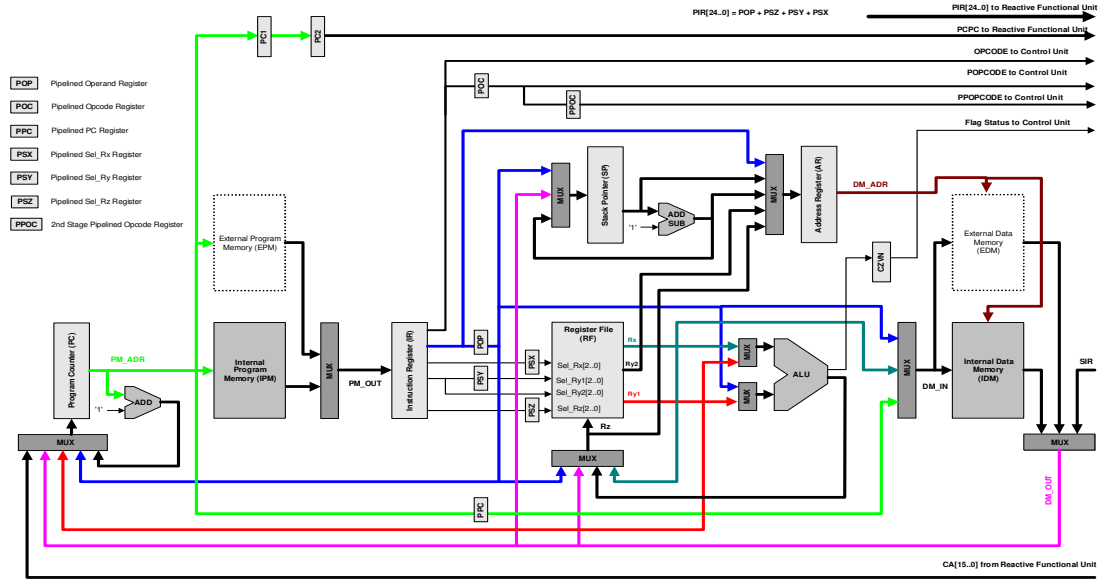 PIR[24..0] = POP + PSZ + PSY + PSX
PIR[24..0] to Reactive Functional Unit
PCPC to Reactive Functional Unit
OPCODE to Control Unit
POPCODE to Control Unit
PPOPCODE to Control Unit
Flag Status to Control Unit
PC1
PC2
POC
PPOC
POP Pipelined Operand Register
POC Pipelined Opcode Register
PPC Pipelined PC Register
PSX Pipelined Sel_Rx Register
PSY Pipelined Sel_Ry Register
PSZ Pipelined Sel_Rz Register
PPOC 2nd Stage Pipelined Opcode Register
External Program
Memory (EPM)
MUX
Stack Pointer (SP)
'1'
ADD
SUB
MUX
Address Register (AR)
DM_ADR
CZVN
External Data
Memory
(EDM)
Program Counter (PC)
PM_ADR
'1'
ADD
MUX
Internal
Program
Memory (IPM)
MUX
PM_OUT
Instruction Register (IR)
POP
PSX
PSY
PSZ
Register File
(RF)
Sel_Rx[2..0]
Sel_Ry1[2..0]
Sel_Ry2[2..0]
Sel_Rz[2..0]
Rx
Ry2
Ry1
Rz
MUX
MUX
MUX
ALU
MUX
DM_IN
Internal Data
Memory
(IDM)
SIR
MUX
DM_OUT
PPC
CA[15..0] from Reactive Functional Unit